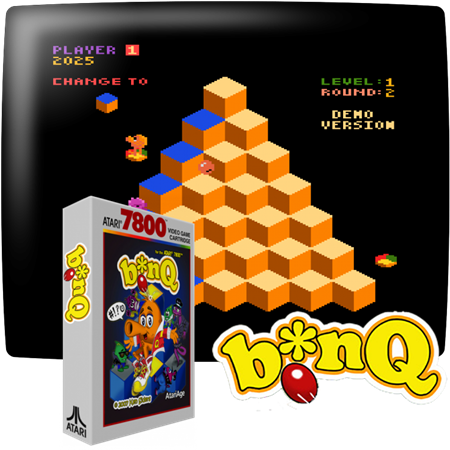 PLAYER 1
2025
CHANGE TO
LEVEL:1
ROUND:2
DEMO
VERSION
ATARI 7800
VIDEO GAME
CARTRIDGE
b*nQ
b*nQ
#!?@
AtariAge
ATARI
b*nQ